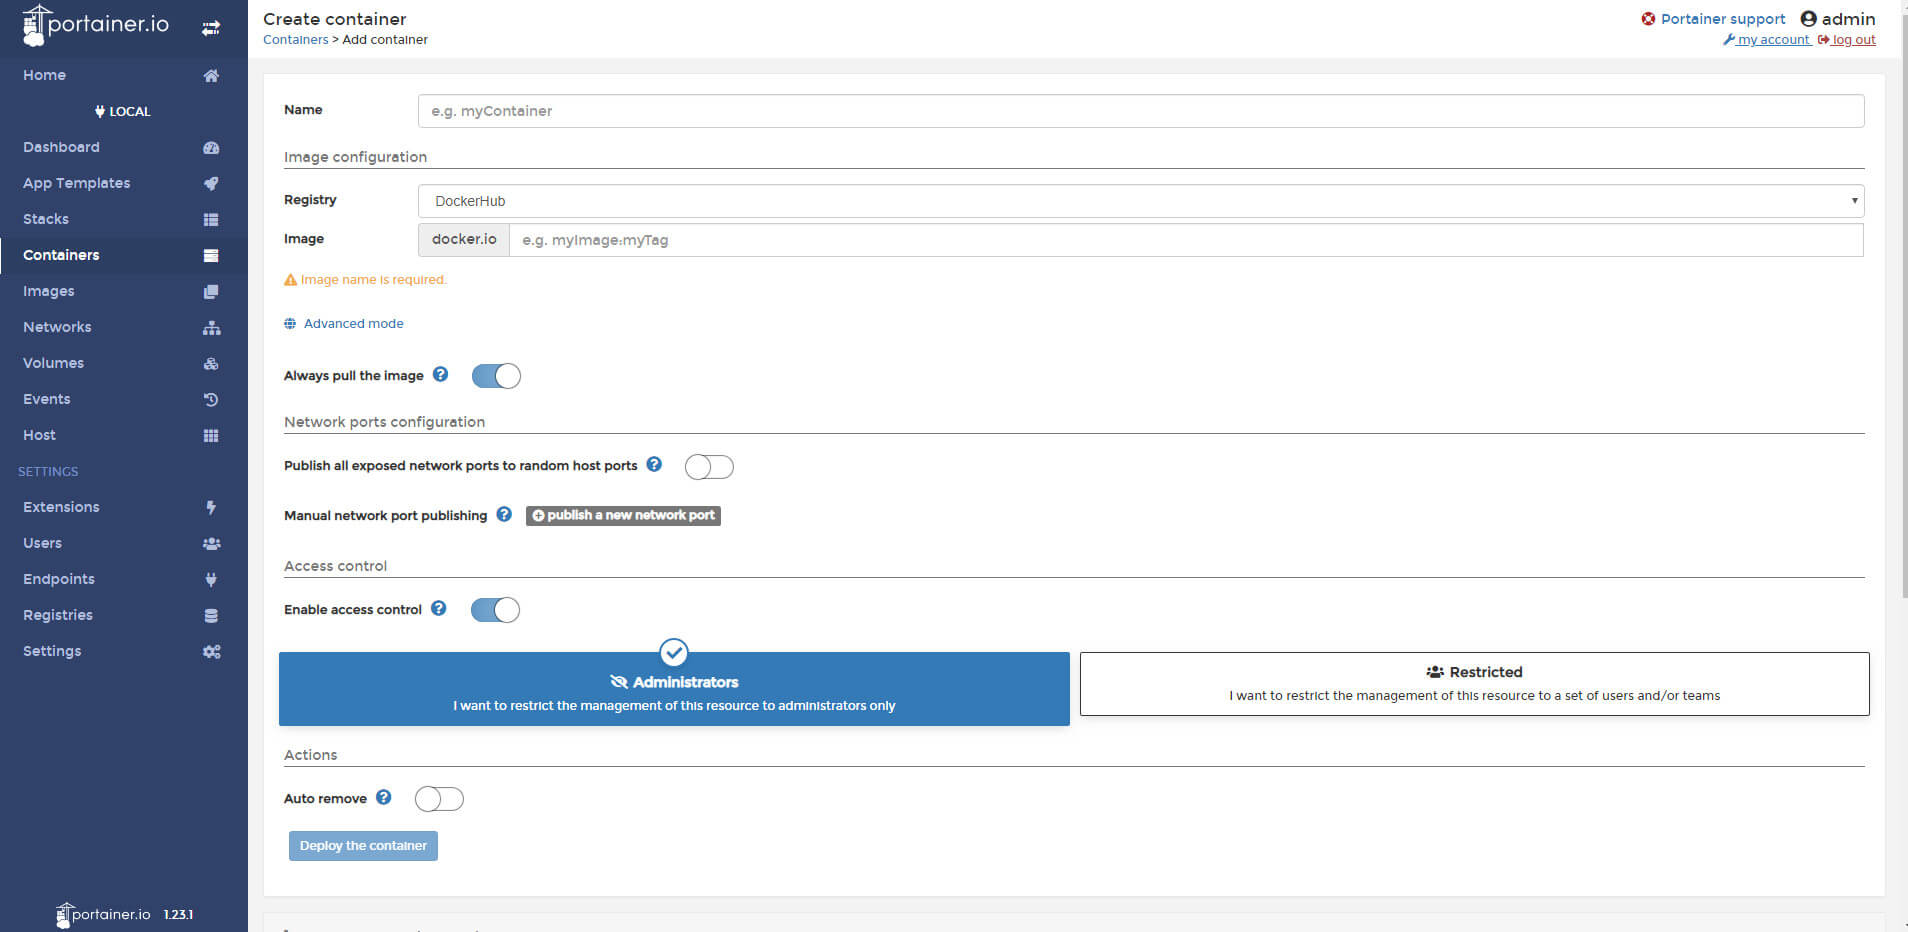 portainer.io
Home
LOCAL
Dashboard
App Templates
Stacks
Containers
Images
Networks
Volumes
Events
Host
SETTINGS
Extensions
Users
Endpoints
Registries
Settings
portainer.io 1.23.1
Create container
Containers > Add container
Portainer support admin
my account log out
Name e.g. myContainer
Image configuration
Registry DockerHub
Image docker.io e.g. myImage:myTag
Image name is required.
Advanced mode
Always pull the image ?
Network ports configuration
Publish all exposed network ports to random host ports ?
Manual network port publishing ? publish a new network port
Access control
Enable access control ?
Administrators
I want to restrict the management of this resource to administrators only
Restricted
I want to restrict the management of this resource to a set of users and/or teams
Actions
Auto remove ?
Deploy the container